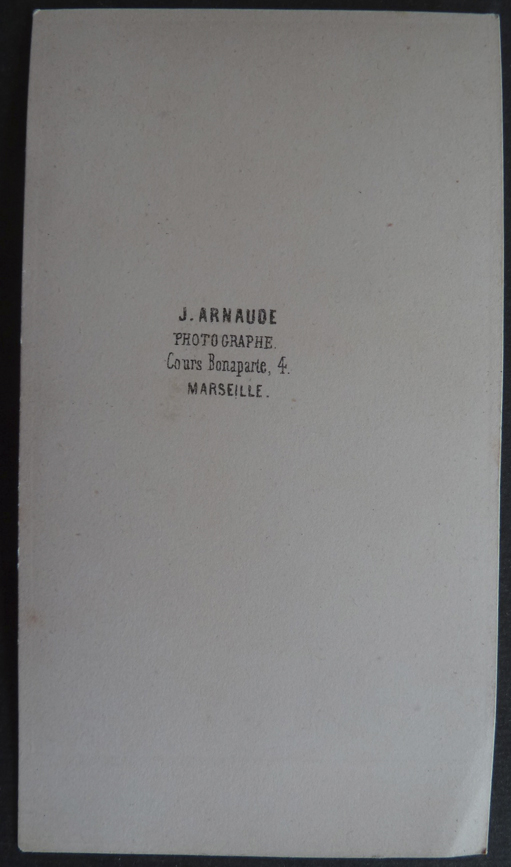 J. ARNAUDE
PHOTOGRAPHE.
Cours Bonaparte, 4.
MARSEILLE.